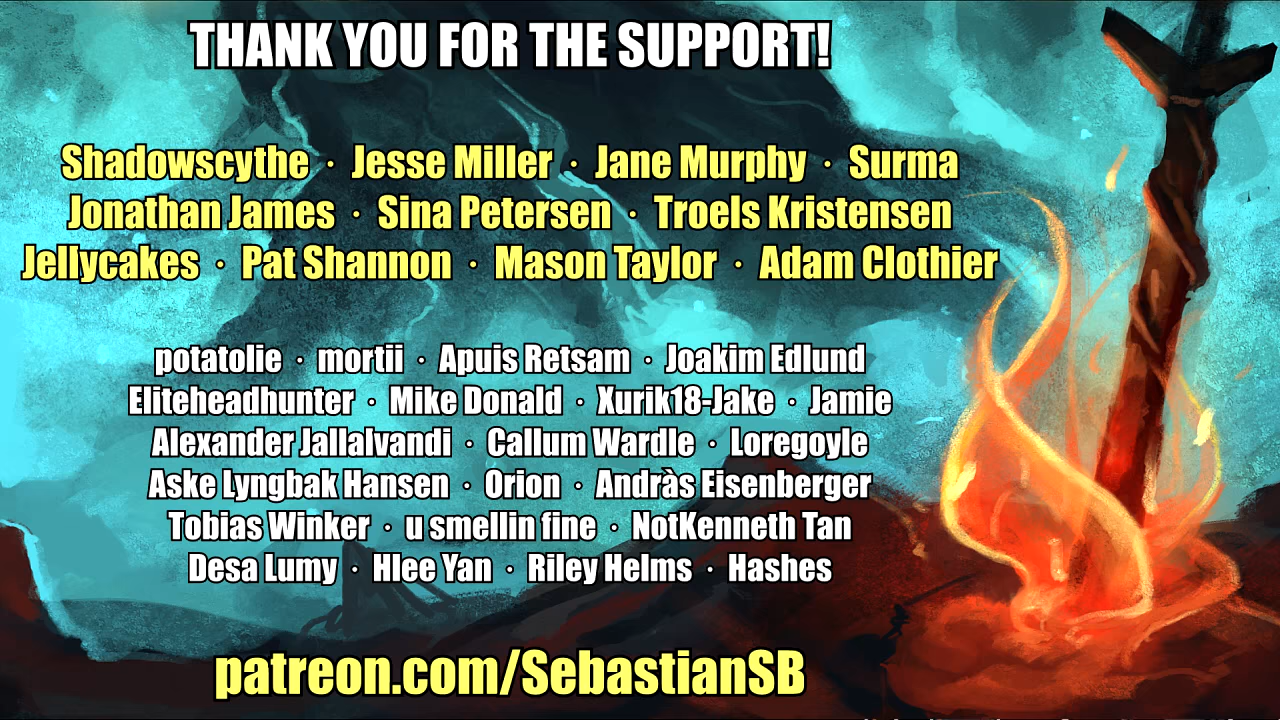 THANK YOU FOR THE SUPPORT!
Shadowscythe · Jesse Miller · Jane Murphy · Surma
Jonathan James · Sina Petersen · Troels Kristensen
Jellycakes · Pat Shannon · Mason Taylor · Adam Clothier
potatolie · mortii · Apuis Retsam · Joakim Edlund
Eliteheadhunter · Mike Donald · Xurik18-Jake · Jamie
Alexander Jallalvandi · Callum Wardle · Loregoyle
Aske Lyngbak Hansen · Orion · Andràs Eisenberger
Tobias Winker · u smellin fine · NotKenneth Tan
Desa Lumy · Hlee Yan · Riley Helms · Hashes
patreon.com/SebastianSB